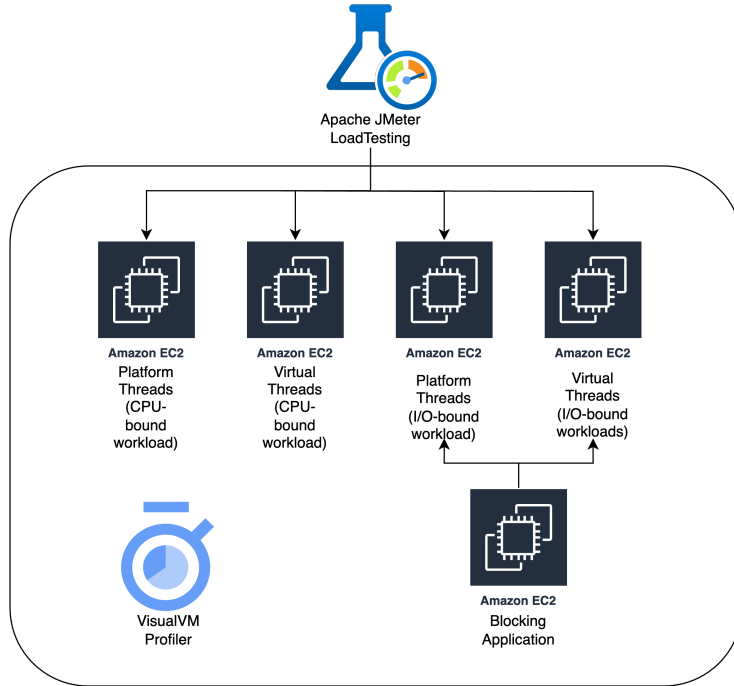 Apache JMeter
LoadTesting
Amazon EC2
Platform
Threads
(CPU-
bound
workload)
Amazon EC2
Virtual
Threads
(CPU-
bound
workload)
Amazon EC2
Platform
Threads
(I/O-bound
workload)
Amazon EC2
Virtual
Threads
(I/O-bound
workloads)
VisualVM
Profiler
Amazon EC2
Blocking
Application